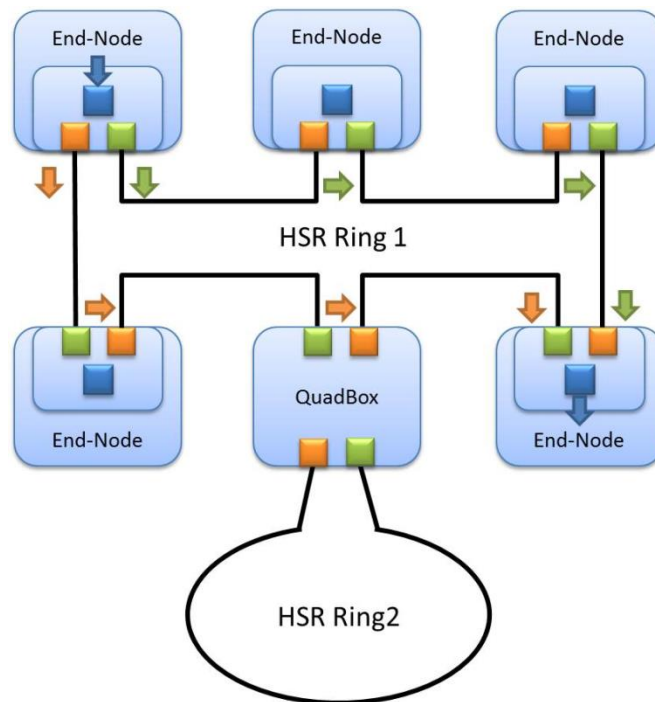 End-Node
End-Node
End-Node
HSR Ring 1
End-Node
QuadBox
End-Node
HSR Ring2